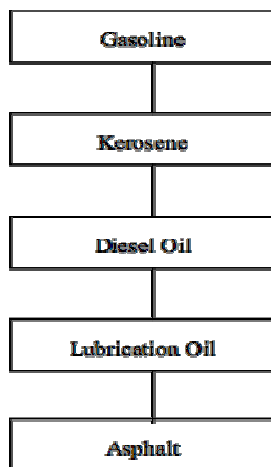 Gasoline
Kerosene
Diesel Oil
Lubrication Oil
Asphalt